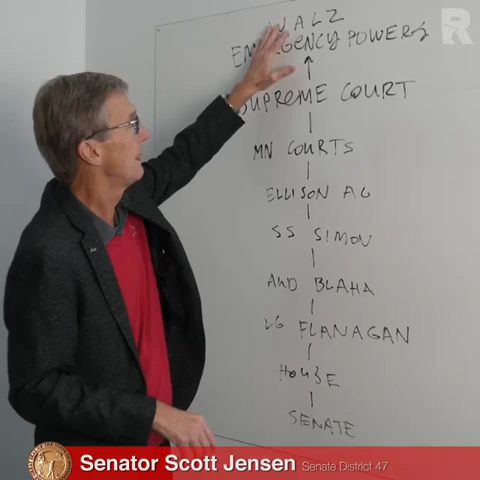 WALZ
EMERGENCY POWERS
SUPREME COURT
MN COURTS
ELLISON AG
SS SIMON
AUD BLAHA
LG FLANAGAN
HOUSE
SENATE
R
Senator Scott Jensen Senate District 47